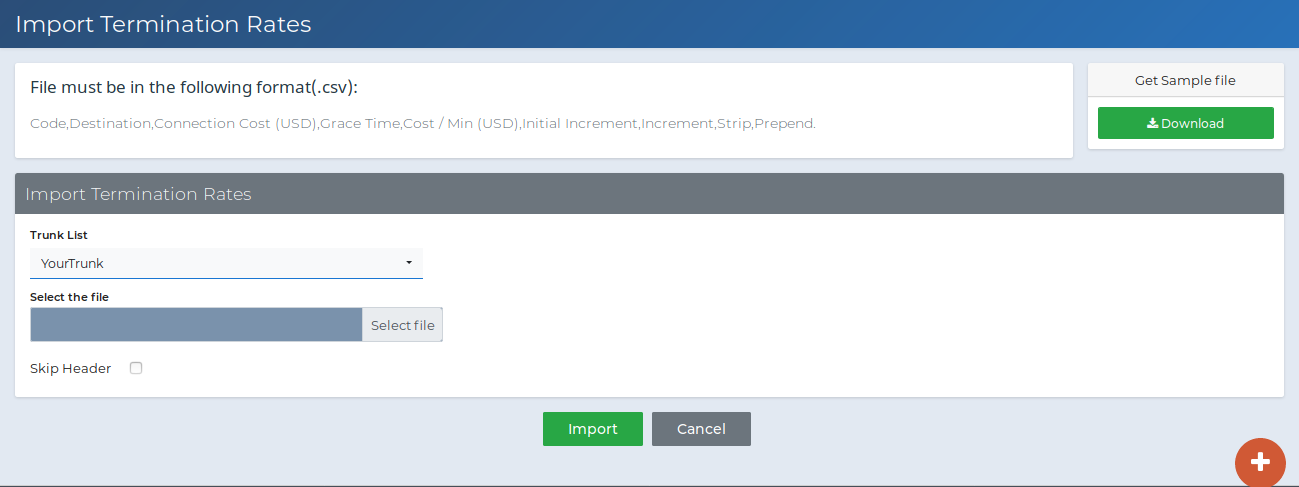 Import Termination Rates
File must be in the following format(.csv):
Code,Destination,Connection Cost (USD),Grace Time,Cost / Min (USD),Initial Increment,Increment,Strip,Prepend.
Get Sample file
Download
Import Termination Rates
Trunk List
YourTrunk
Select the file
Select file
Skip Header
Import
Cancel